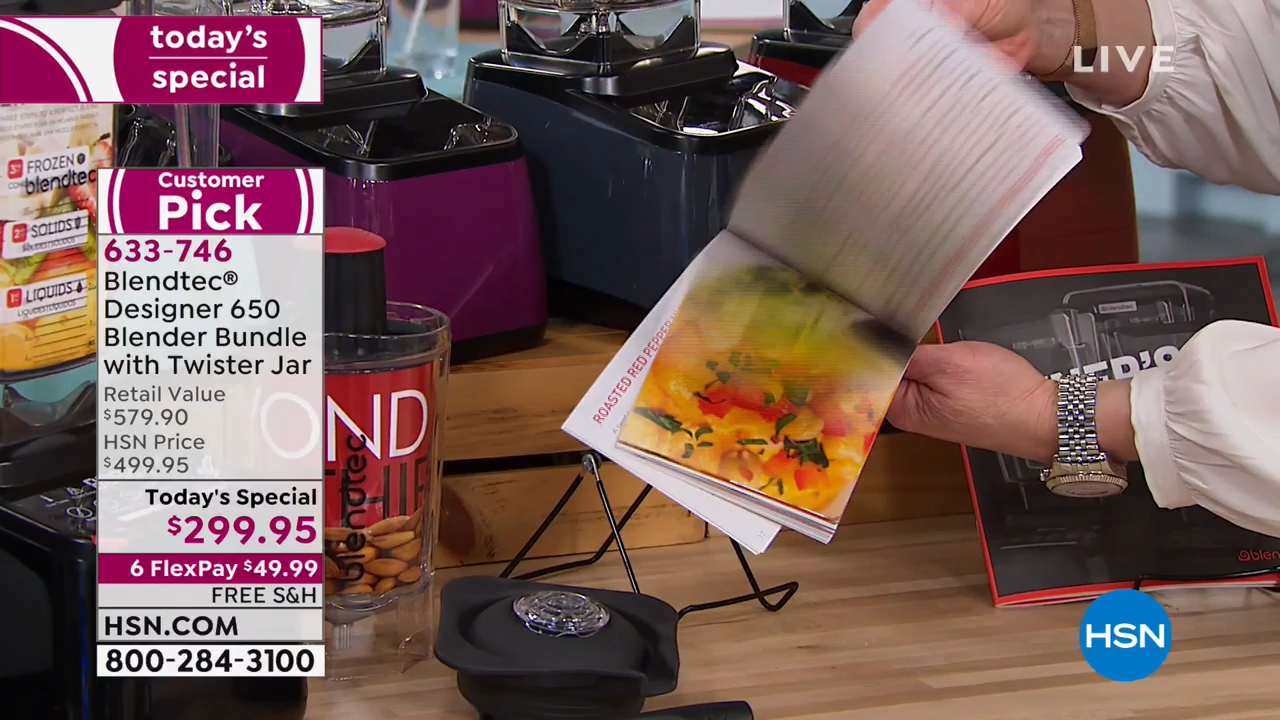 today's
special
LIVE
Customer
Pick
633-746
Blendtec®
Designer 650
Blender Bundle
with Twister Jar
Retail Value
$579.90
HSN Price
$499.95
Today's Special
$299.95
6 FlexPay $49.99
FREE S&H
HSN.COM
800-284-3100
FROZEN
blendtec
SOLIDS
LIQUIDS
OND
blendtec
ROASTED RED PEPPER
HSN